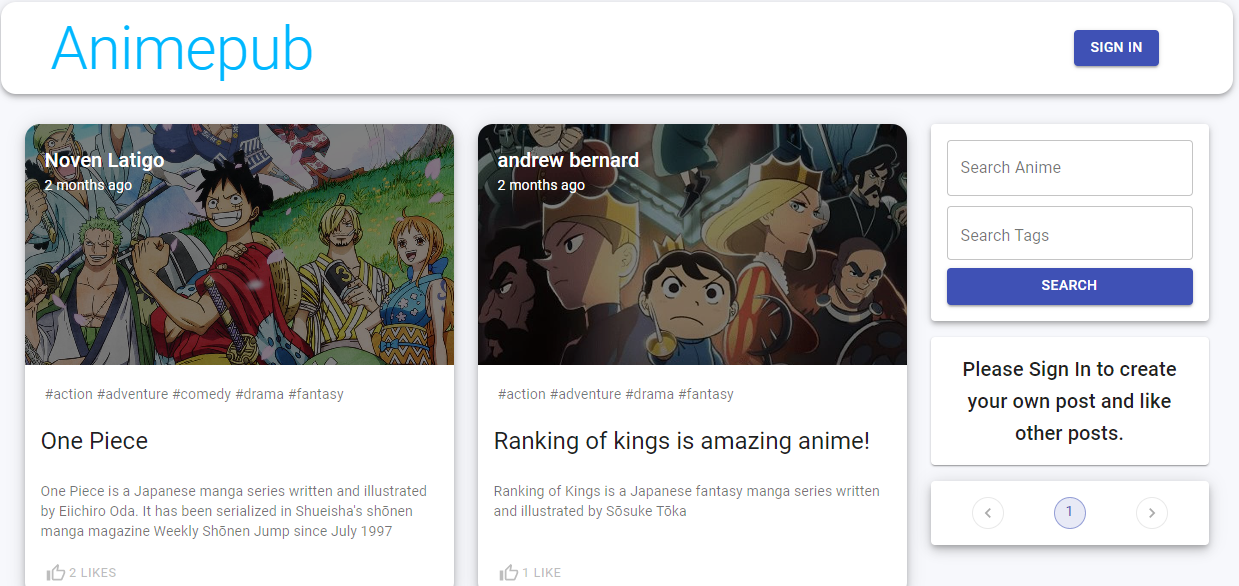 Animepub
SIGN IN
Noven Latigo
2 months ago
#action #adventure #comedy #drama #fantasy
One Piece
One Piece is a Japanese manga series written and illustrated
by Eiichiro Oda. It has been serialized in Shueisha's shōnen
manga magazine Weekly Shōnen Jump since July 1997
2 LIKES
andrew bernard
2 months ago
#action #adventure #drama #fantasy
Ranking of kings is amazing anime!
Ranking of Kings is a Japanese fantasy manga series written
and illustrated by Sōsuke Tōka
1 LIKE
Search Anime
Search Tags
SEARCH
Please Sign In to create
your own post and like
other posts.
1